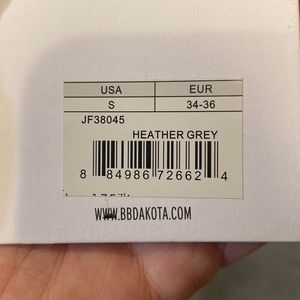 USA EUR
S 34-36
JF38045
HEATHER GREY
8 84986 72662 4
WWW.BBDAKOTA.COM